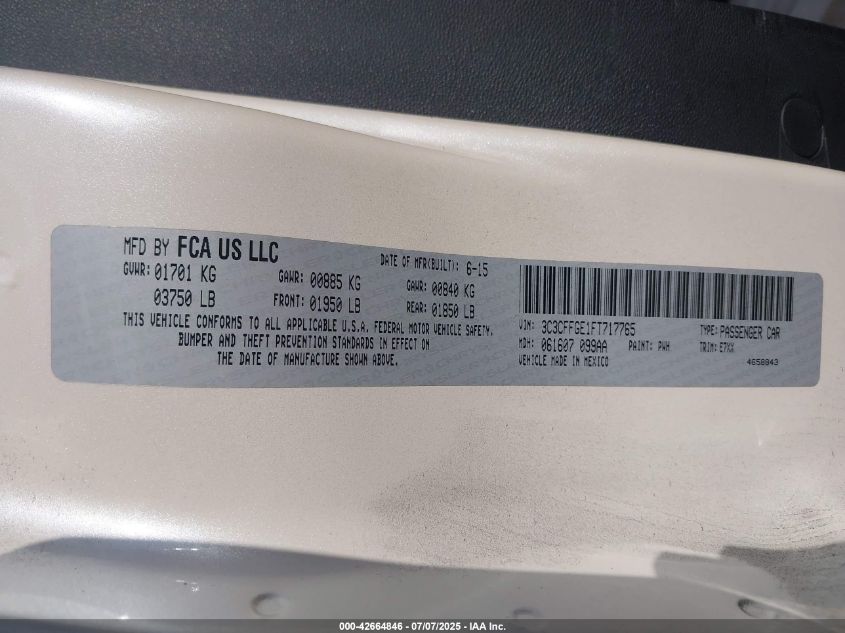 MFD BY FCA US LLC
DATE OF MFR(BUILT): 6-15
GVWR: 01701 KG
GAWR: 00885 KG
GAWR: 00840 KG
03750 LB
FRONT: 01950 LB
REAR: 01850 LB
THIS VEHICLE CONFORMS TO ALL APPLICABLE U.S.A. FEDERAL MOTOR VEHICLE SAFETY,
BUMPER AND THEFT PREVENTION STANDARDS IN EFFECT ON
THE DATE OF MANUFACTURE SHOWN ABOVE.
VIN: 3C3CFFGE1FT717765
TYPE: PASSENGER CAR
MDH: 061607 099AA
PAINT: PWH
TRIM: E7KX
VEHICLE MADE IN MEXICO
4658843
000-42664846 - 07/07/2025 - IAA Inc.